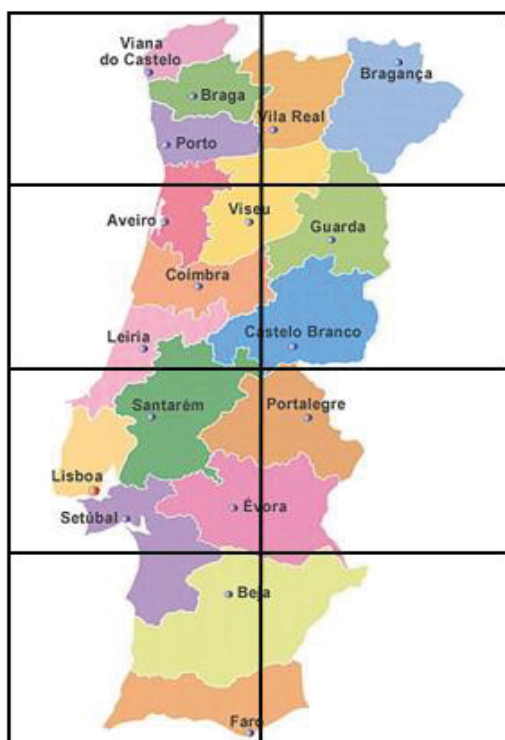 Viana
do Castelo
Bragança
Braga
Vila Real
Porto
Aveiro
Viseu
Guarda
Coimbra
Castelo Branco
Leiria
Santarém
Portalegre
Lisboa
Setúbal
Évora
Beja
Faro